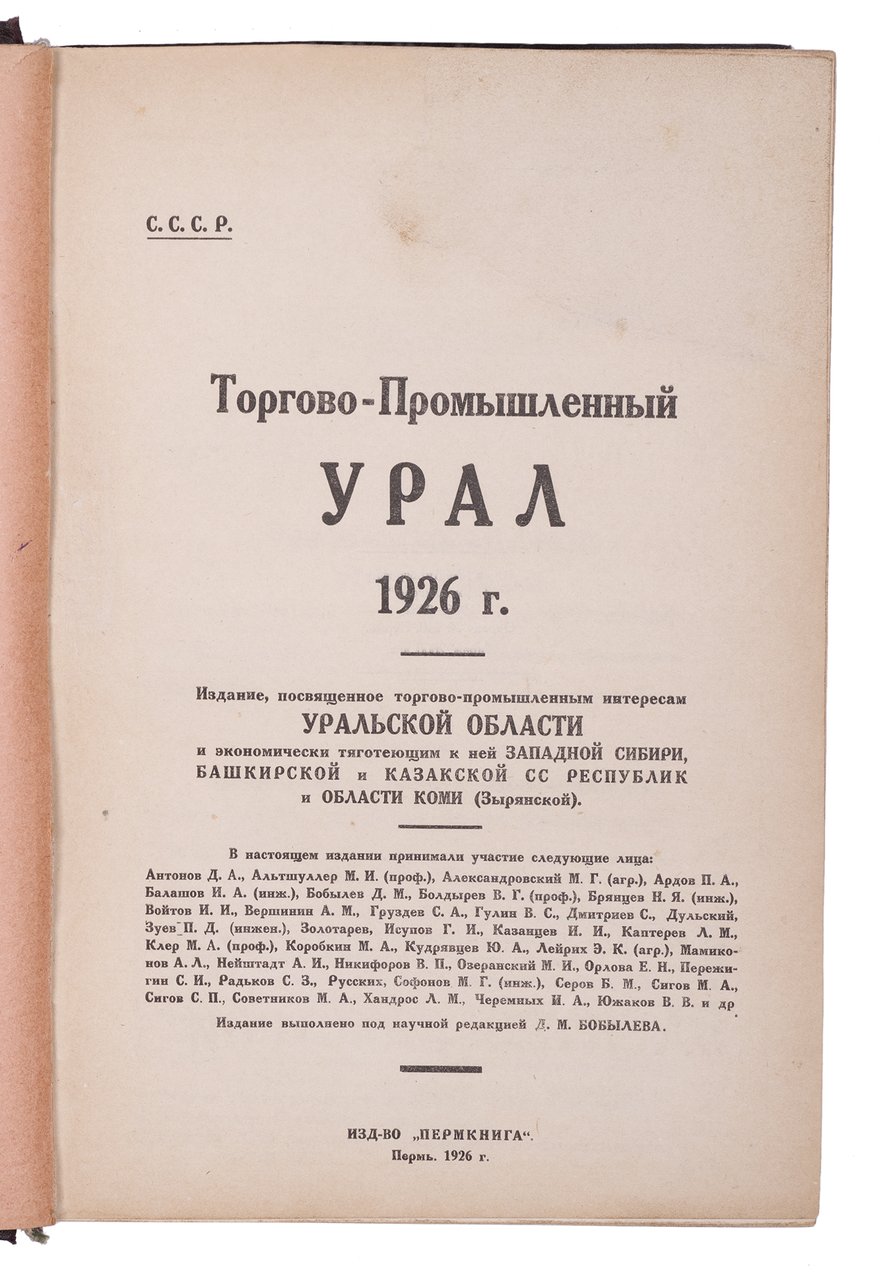 С. С. С. Р.
Торгово-Промышленный
УРАЛ
1926 г.
Издание, посвященное торгово-промышленным интересам
УРАЛЬСКОЙ ОБЛАСТИ
и экономически тяготеющим к ней ЗАПАДНОЙ СИБИРИ,
БАШКИРСКОЙ и КАЗАКСКОЙ СС РЕСПУБЛИК
и ОБЛАСТИ КОМИ (Зырянской).
В настоящем издании принимали участие следующие лица:
Антонов Д. А., Альтшуллер М. И. (проф.), Александровский М. Г. (агр.), Ардов П. А.,
Балашов И. А. (инж.), Бобылев Д. М., Болдырев В. Г. (проф.), Брянцев Н. Я. (инж.),
Войтов И. И., Вершинин А. М., Груздев С. А., Гулин В. С., Дмитриев С., Дульский,
Зуев П. Д. (инжен.), Золотарев, Исупов Г. И., Казанцев И. И., Каптерев Л. М.,
Клер М. А. (проф.), Коробкин М. А., Кудрявцев Ю. А., Лейрих Э. К. (агр.), Мамико-
нов А. Л., Нейштадт А. И., Никифоров В. П., Озеранский М. И., Орлова Е. Н., Пережи-
гин С. И., Радьков С. З., Русских, Софонов М. Г. (инж.), Серов Б. М., Сигов М. А.,
Сигов С. П., Советников М. А., Хандрос Л. М., Черемных И. А., Южаков В. В. и др.
Издание выполнено под научной редакцией Д. М. БОБЫЛЕВА.
ИЗД-ВО „ПЕРМКНИГА“.
Пермь. 1926 г.